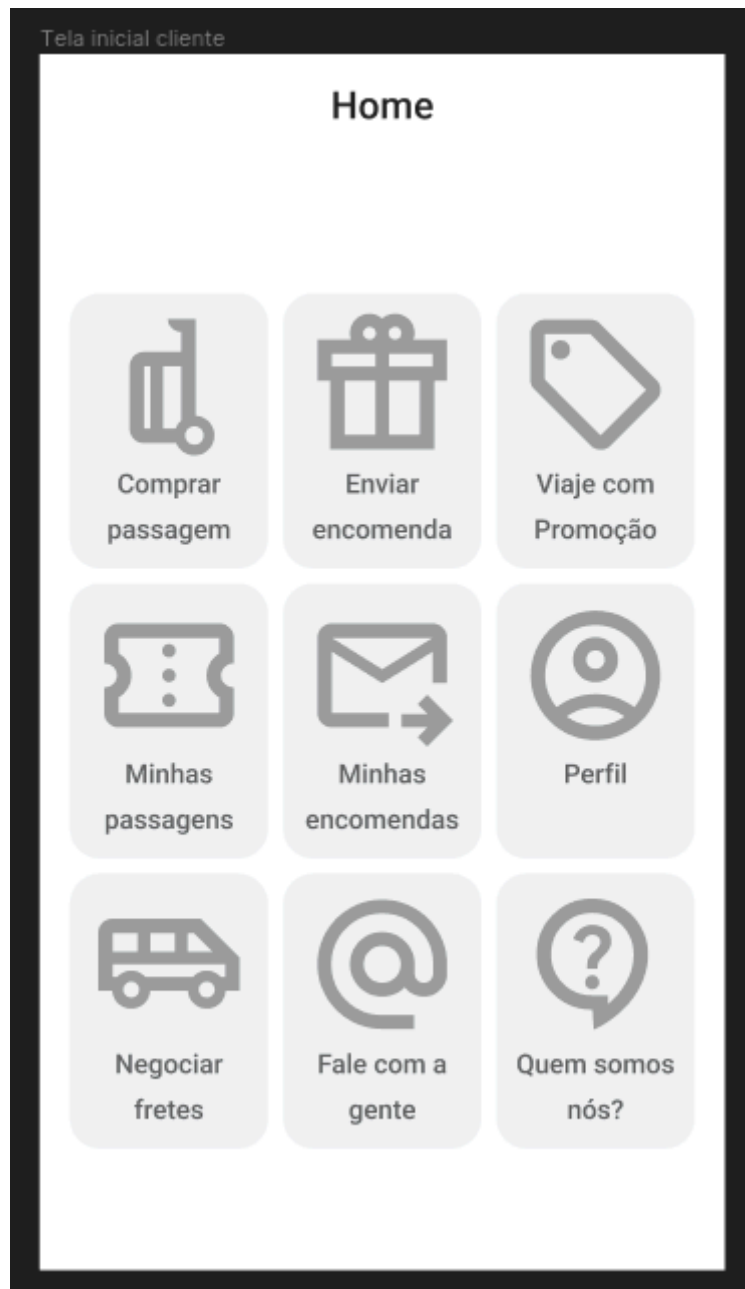 Tela inicial cliente
Home
Comprar
passagem
Enviar
encomenda
Viaje com
Promoção
Minhas
passagens
Minhas
encomendas
Perfil
Negociar
fretes
Fale com a
gente
Quem somos
nós?